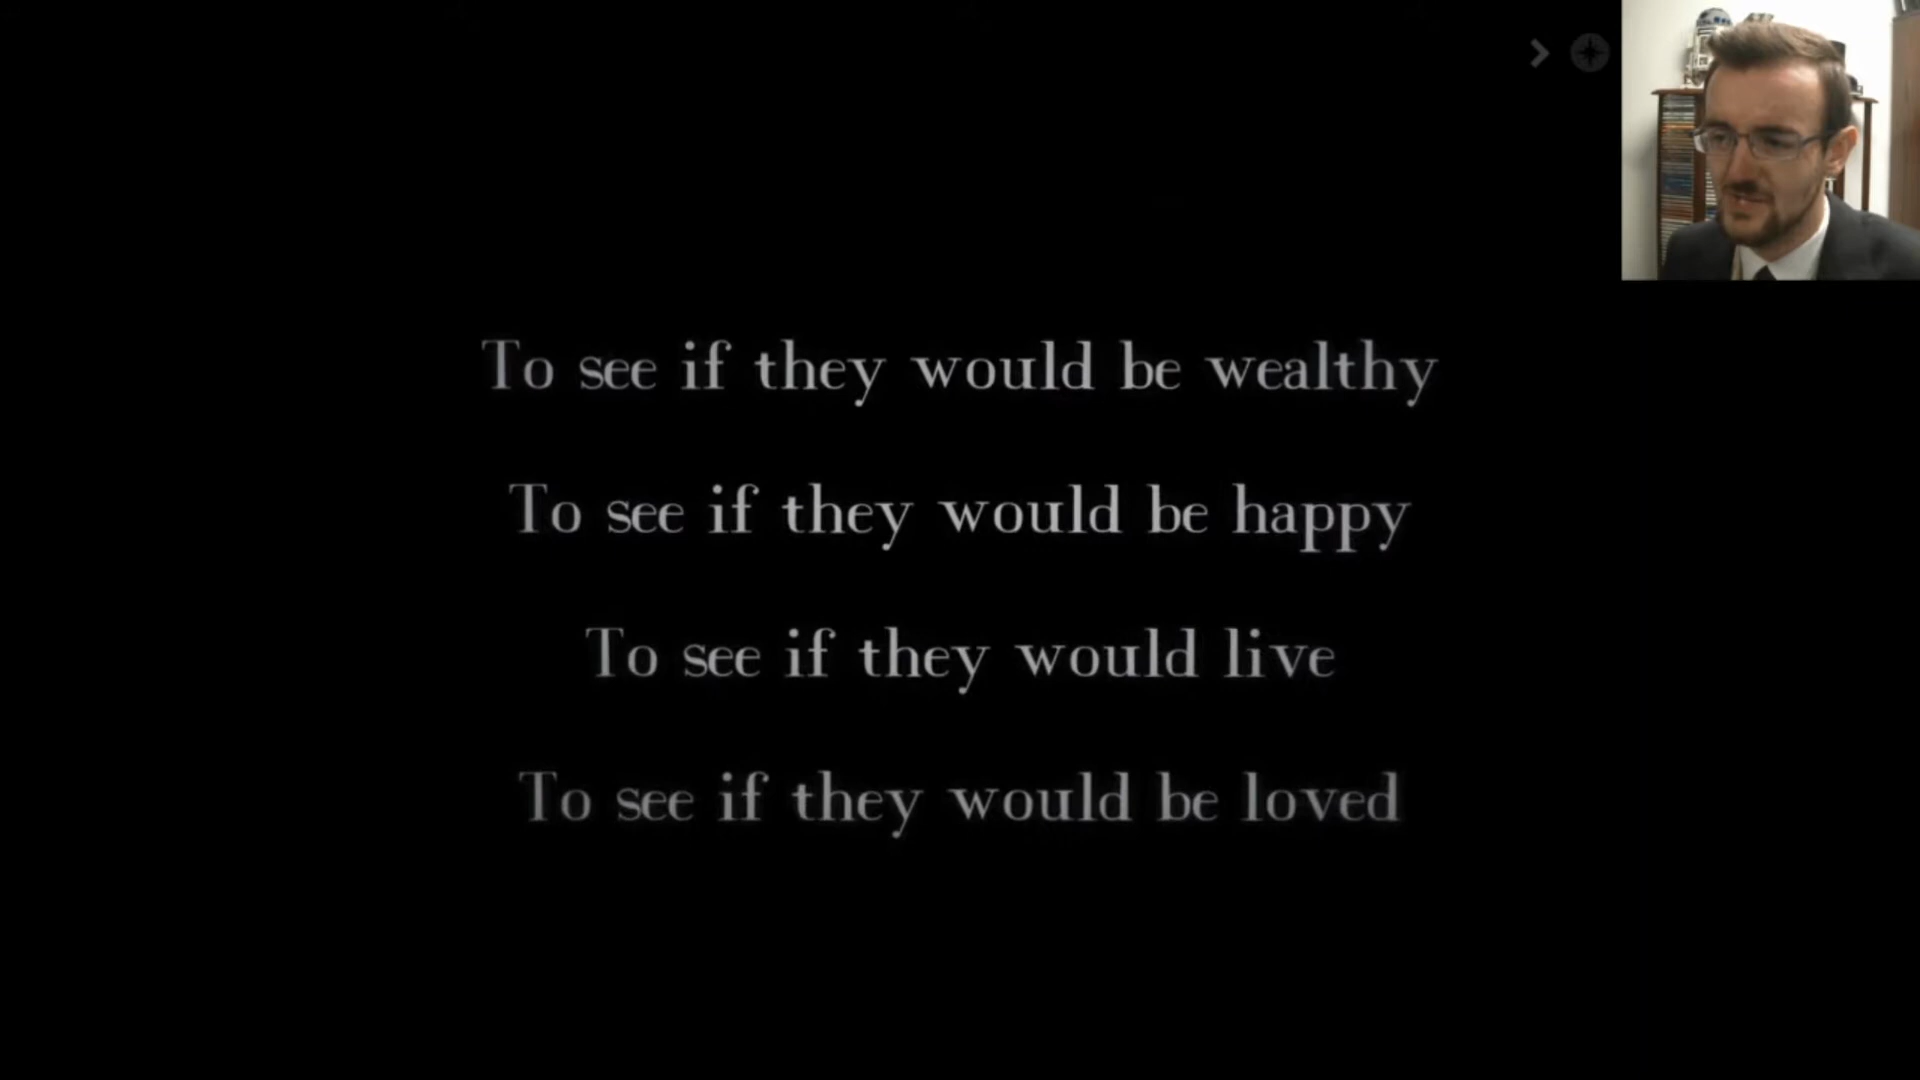 To see if they would be wealthy
To see if they would be happy
To see if they would live
To see if they would be loved